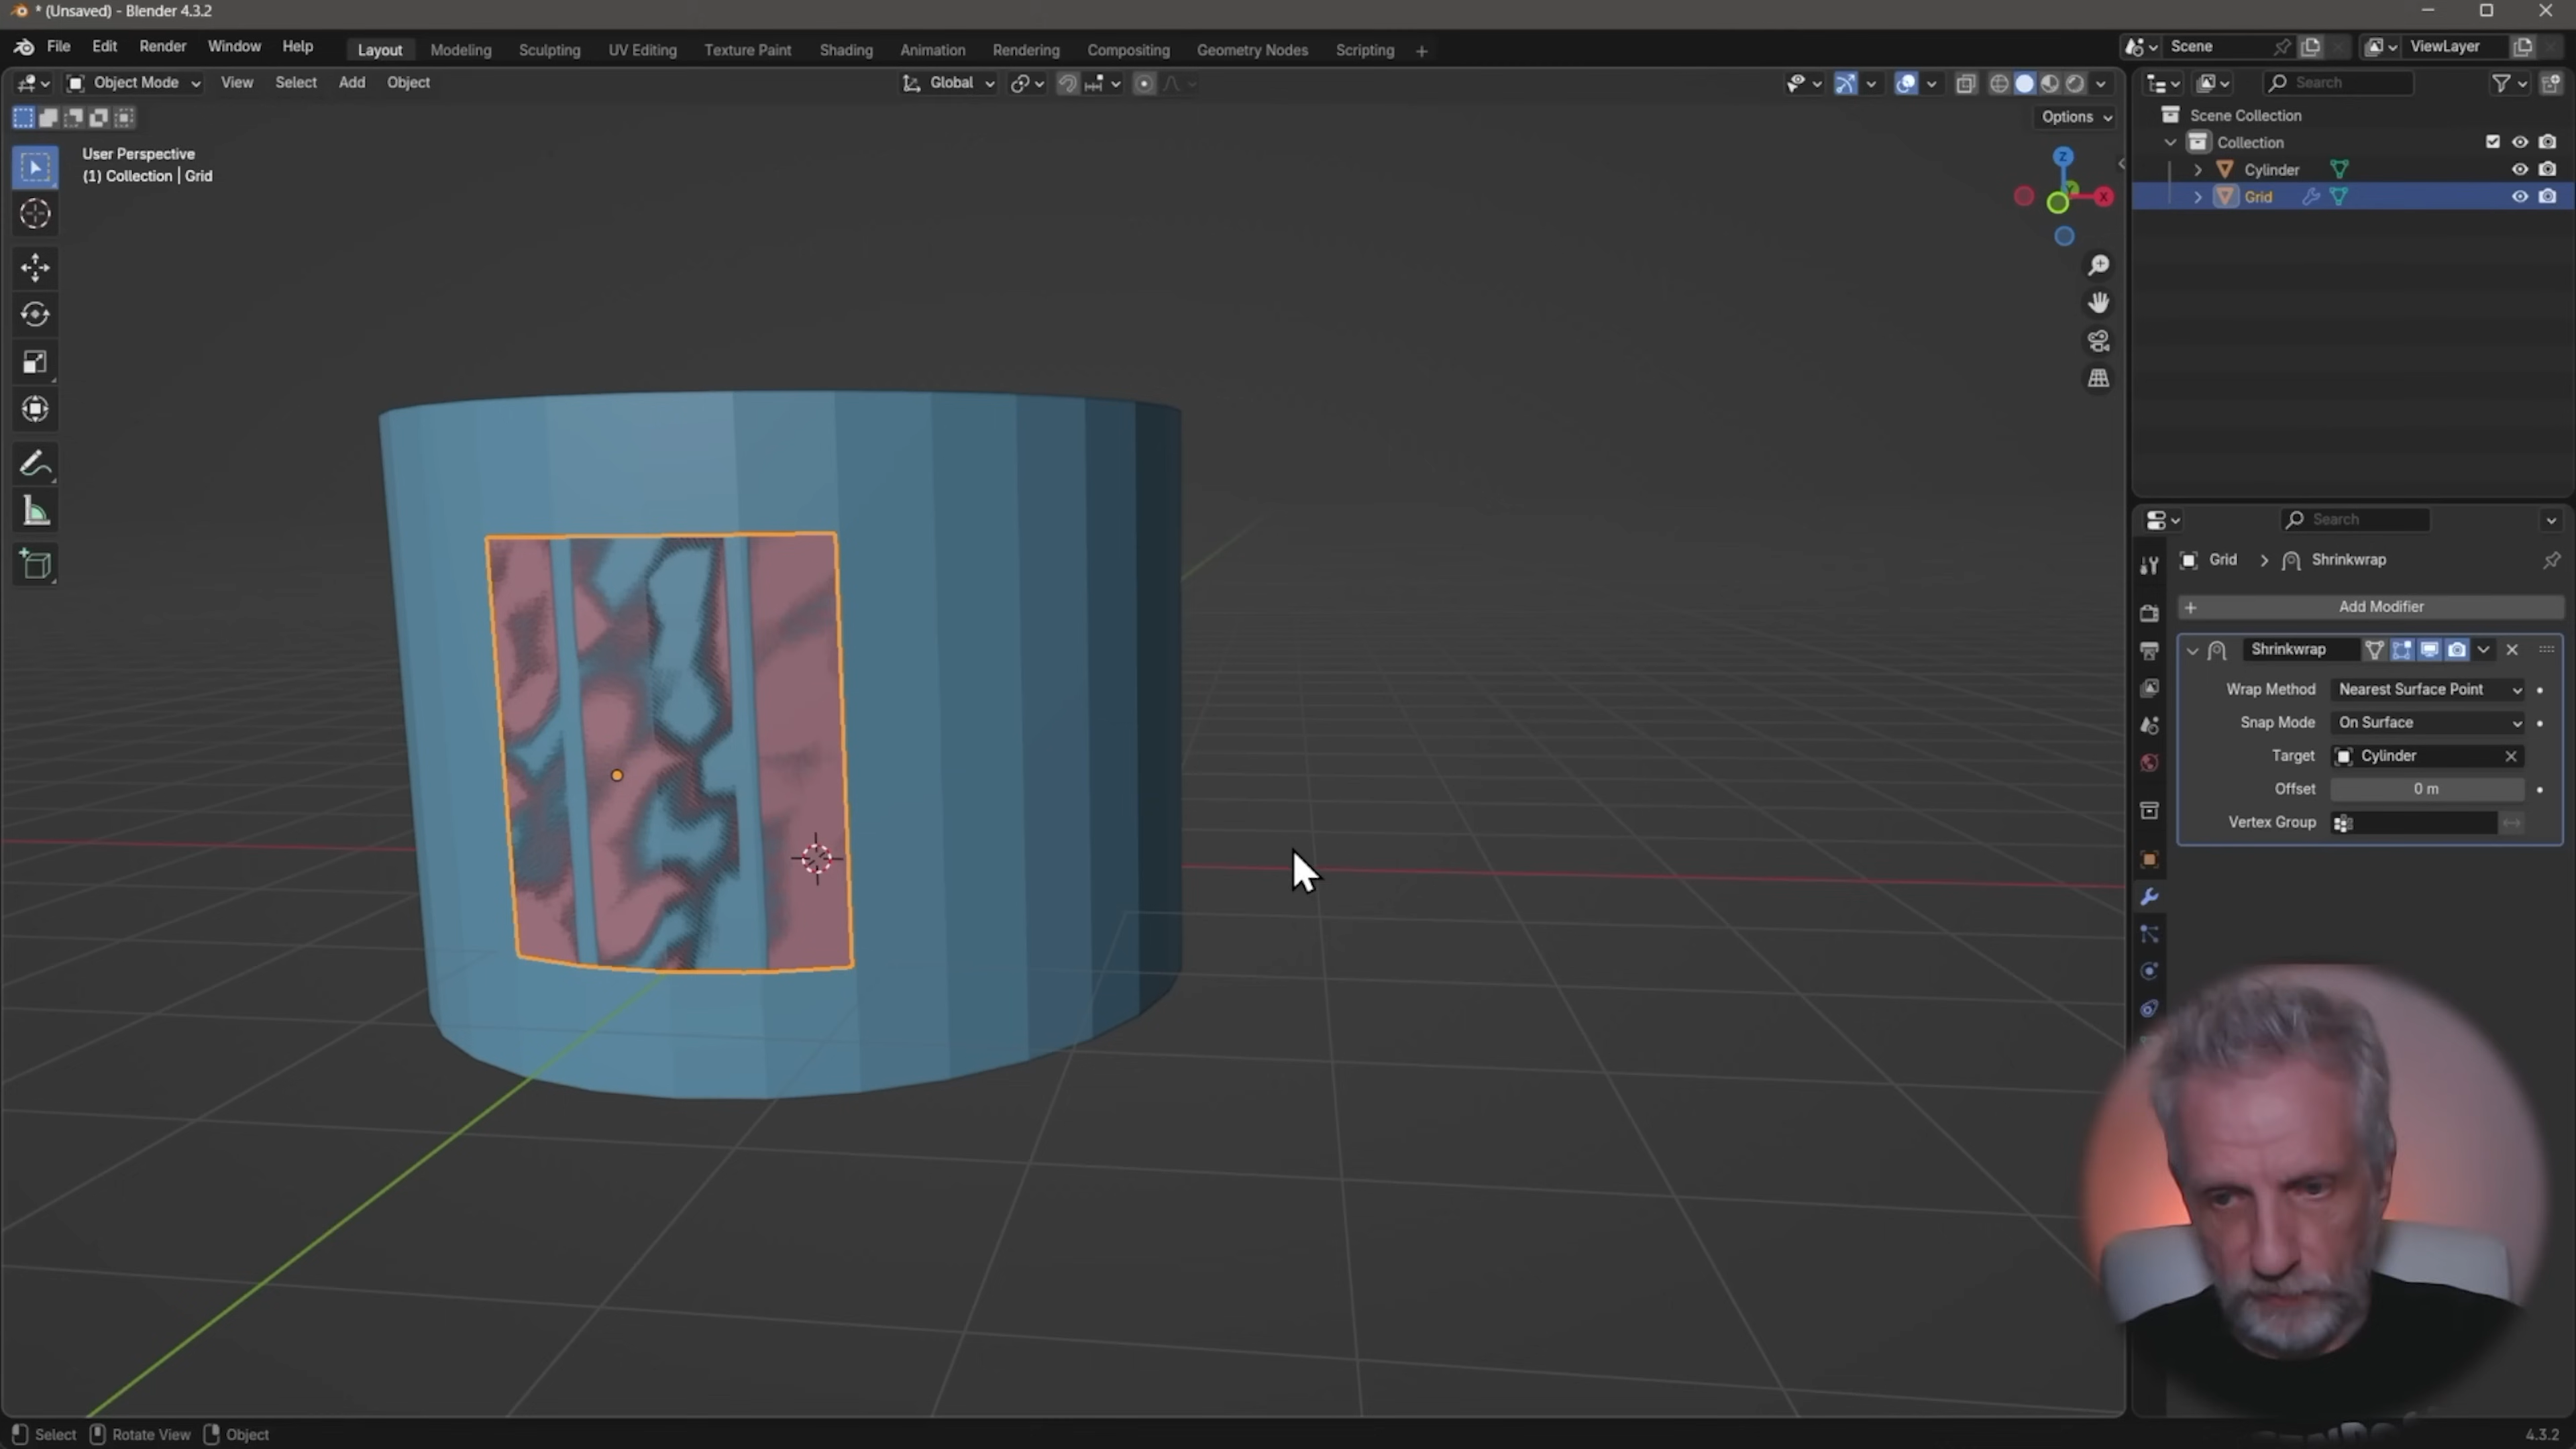 * (Unsaved) - Blender 4.3.2
File Edit Render Window Help Layout Modeling Sculpting UV Editing Texture Paint Shading Animation Rendering Compositing Geometry Nodes Scripting + Scene ViewLayer
Object Mode View Select Add Object Global Search
Options
User Perspective
(1) Collection | Grid
Z
X
Scene Collection
Collection
Cylinder
Grid
Search
Grid > Shrinkwrap
+ Add Modifier
Shrinkwrap
Wrap Method Nearest Surface Point
Snap Mode On Surface
Target Cylinder
Offset 0 m
Vertex Group
Select Rotate View Object 4.3.2